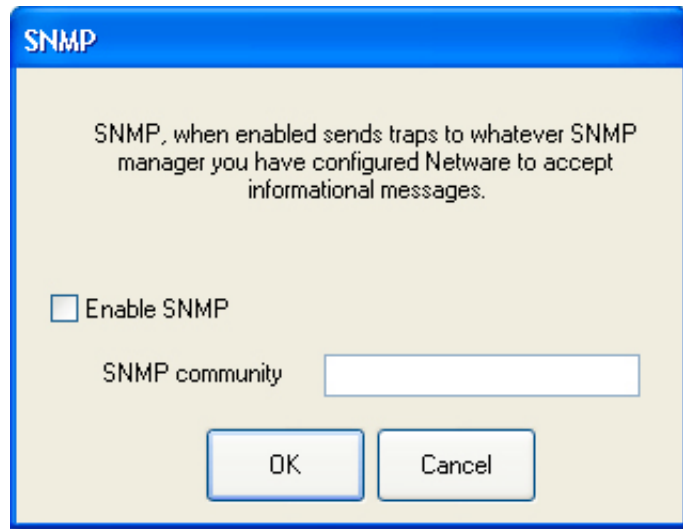 SNMP
SNMP, when enabled sends traps to whatever SNMP
manager you have configured Netware to accept
informational messages.
Enable SNMP
SNMP community
OK
Cancel